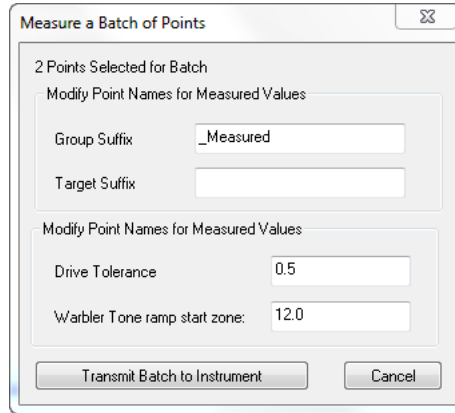 Measure a Batch of Points
2 Points Selected for Batch
Modify Point Names for Measured Values
Group Suffix _Measured
Target Suffix
Modify Point Names for Measured Values
Drive Tolerance 0.5
Warbler Tone ramp start zone: 12.0
Transmit Batch to Instrument Cancel